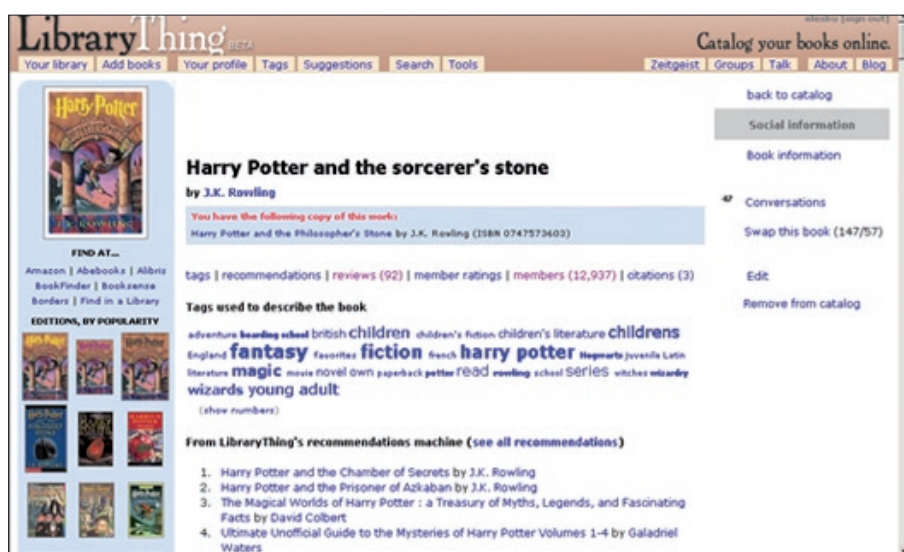 alesku [sign out]
LibraryThing BETA
Catalog your books online.
Your library Add books Your profile Tags Suggestions Search Tools Zeitgeist Groups Talk About Blog
Harry Potter
J.K. ROWLING
FIND AT...
Amazon | Abebooks | Alibris
BookFinder | Booksense
Borders | Find in a Library
EDITIONS, BY POPULARITY
Harry Potter and the sorcerer's stone
by J.K. Rowling
You have the following copy of this work:
Harry Potter and the Philosopher's Stone by J.K. Rowling (ISBN 0747573603)
tags | recommendations | reviews (92) | member ratings | members (12,937) | citations (3)
Tags used to describe the book
adventure boarding school british children children's fiction children's literature childrens
England fantasy favorites fiction french harry potter Hogwarts juvenile Latin
literature magic movie novel own paperback potter read rowling school series witches wizardry
wizards young adult
(show numbers)
From LibraryThing's recommendations machine (see all recommendations)
1. Harry Potter and the Chamber of Secrets by J.K. Rowling
2. Harry Potter and the Prisoner of Azkaban by J.K. Rowling
3. The Magical Worlds of Harry Potter : a Treasury of Myths, Legends, and Fascinating
Facts by David Colbert
4. Ultimate Unofficial Guide to the Mysteries of Harry Potter Volumes 1-4 by Galadriel
Waters
back to catalog
Social information
Book information
47 Conversations
Swap this book (147/57)
Edit
Remove from catalog